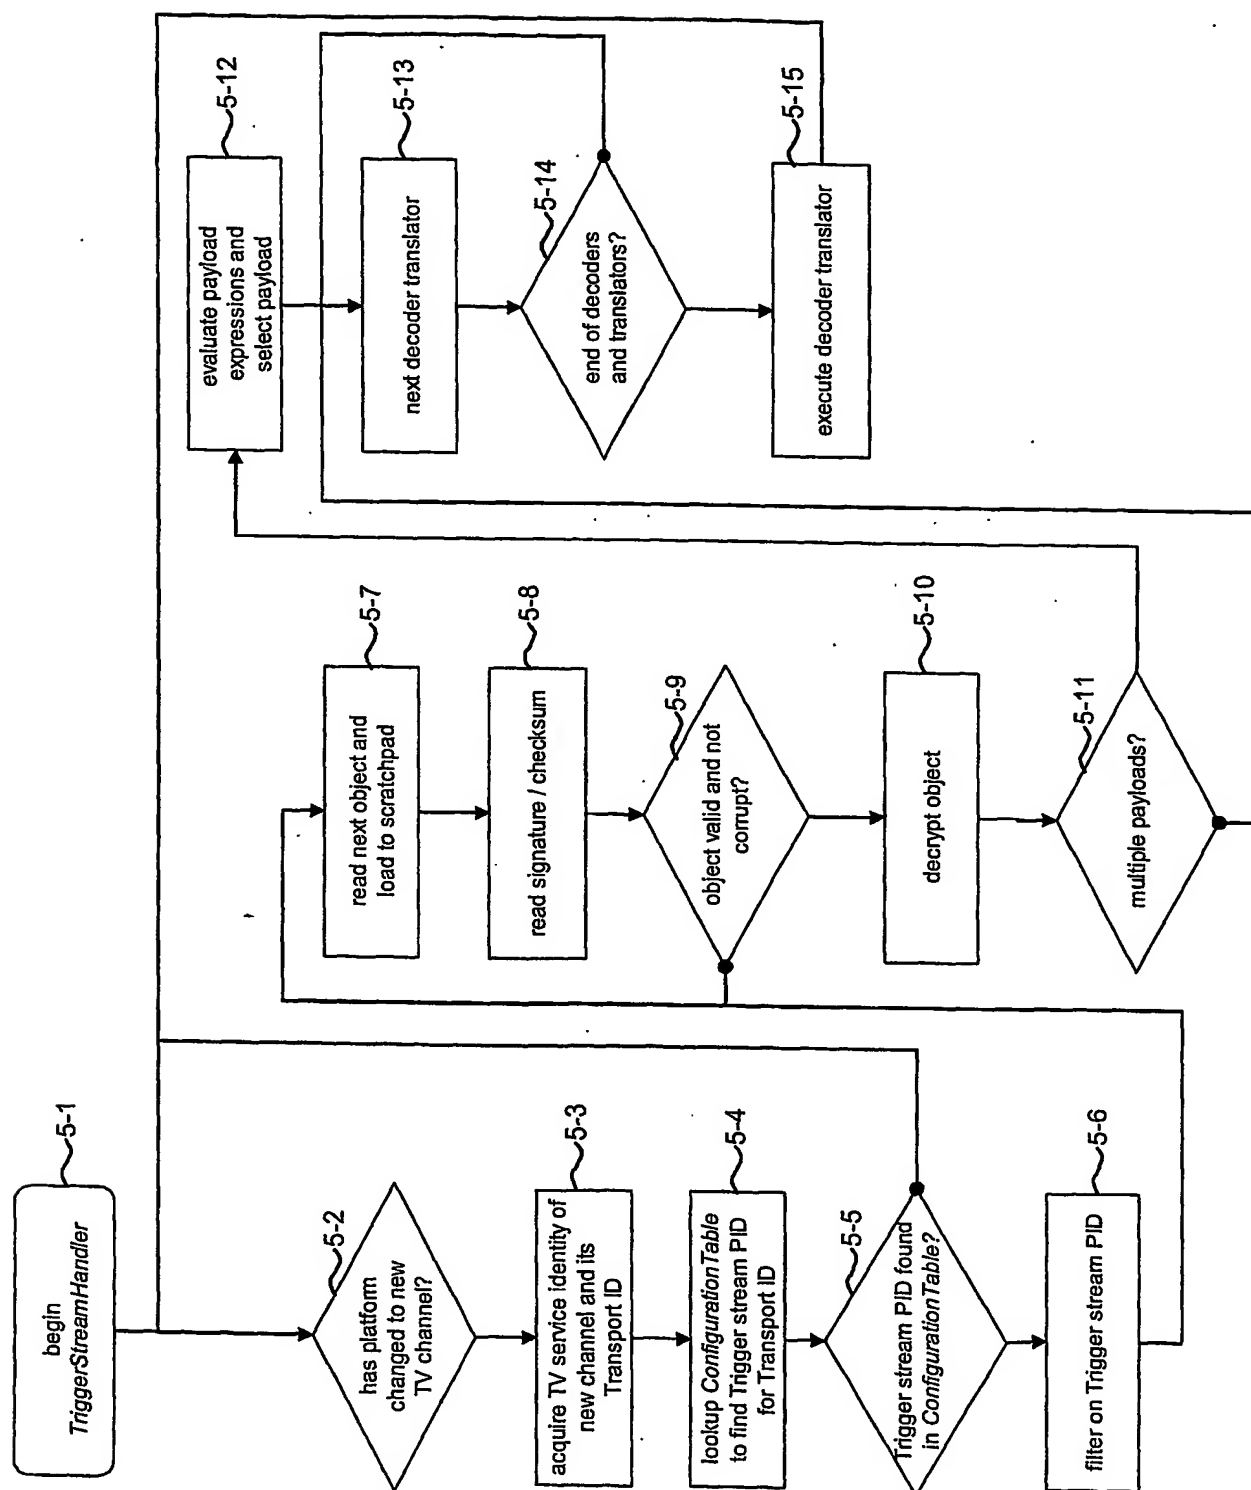 begin
TriggerStreamHandler
5-1
has platform
changed to new
TV channel?
5-2
acquire TV service identity of
new channel and its
Transport ID
5-3
lookup ConfigurationTable
to find Trigger stream PID
for Transport ID
5-4
Trigger stream PID found
in ConfigurationTable?
5-5
filter on Trigger stream PID
5-6
read next object and
load to scratchpad
5-7
read signature / checksum
5-8
object valid and not
corrupt?
5-9
decrypt object
5-10
multiple payloads?
5-11
evaluate payload
expressions and
select payload
5-12
next decoder translator
5-13
end of decoders
and translators?
5-14
execute decoder translator
5-15